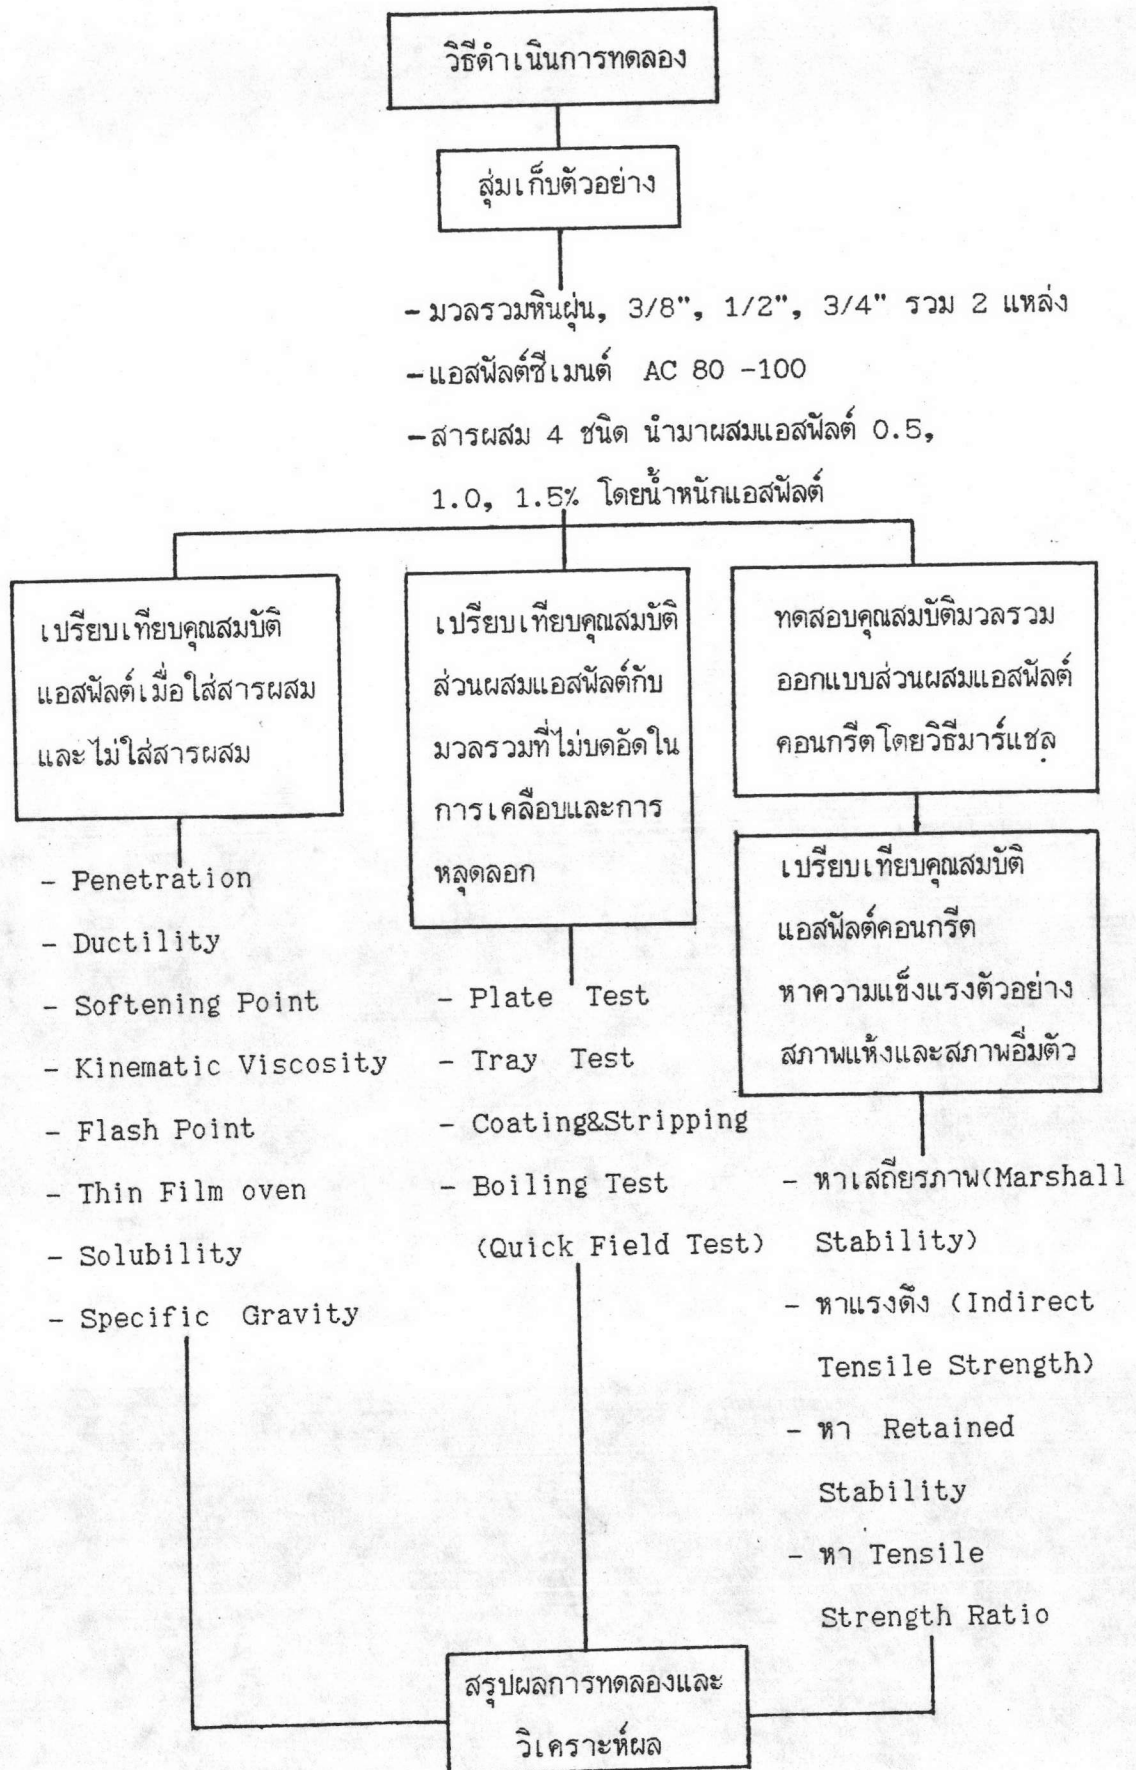 วิธีดำเนินการทดลอง
สุ่มเก็บตัวอย่าง
-มวลรวมหินฝุ่น, 3/8", 1/2", 3/4" รวม 2 แหล่ง
-แอสฟัลต์ซีเมนต์ AC 80 -100
-สารผสม 4 ชนิด นำมาผสมแอสฟัลต์ 0.5,
1.0, 1.5% โดยน้ำหนักแอสฟัลต์
เปรียบเทียบคุณสมบัติ
แอสฟัลต์เมื่อใส่สารผสม
และไม่ใส่สารผสม
- Penetration
- Ductility
- Softening Point
- Kinematic Viscosity
- Flash Point
- Thin Film oven
- Solubility
- Specific Gravity
เปรียบเทียบคุณสมบัติ
ส่วนผสมแอสฟัลต์กับ
มวลรวมที่ไม่บดอัดใน
การเคลือบและการ
หลุดลอก
- Plate Test
- Tray Test
- Coating&Stripping
- Boiling Test
(Quick Field Test)
ทดสอบคุณสมบัติมวลรวม
ออกแบบส่วนผสมแอสฟัลต์
คอนกรีตโดยวิธีมาร์แชล
เปรียบเทียบคุณสมบัติ
แอสฟัลต์คอนกรีต
หาความแข็งแรงตัวอย่าง
สภาพแห้งและสภาพอิ่มตัว
- หาเสถียรภาพ(Marshall
Stability)
- หาแรงดึง (Indirect
Tensile Strength)
- หา Retained
Stability
- หา Tensile
Strength Ratio
สรุปผลการทดลองและ
วิเคราะห์ผล